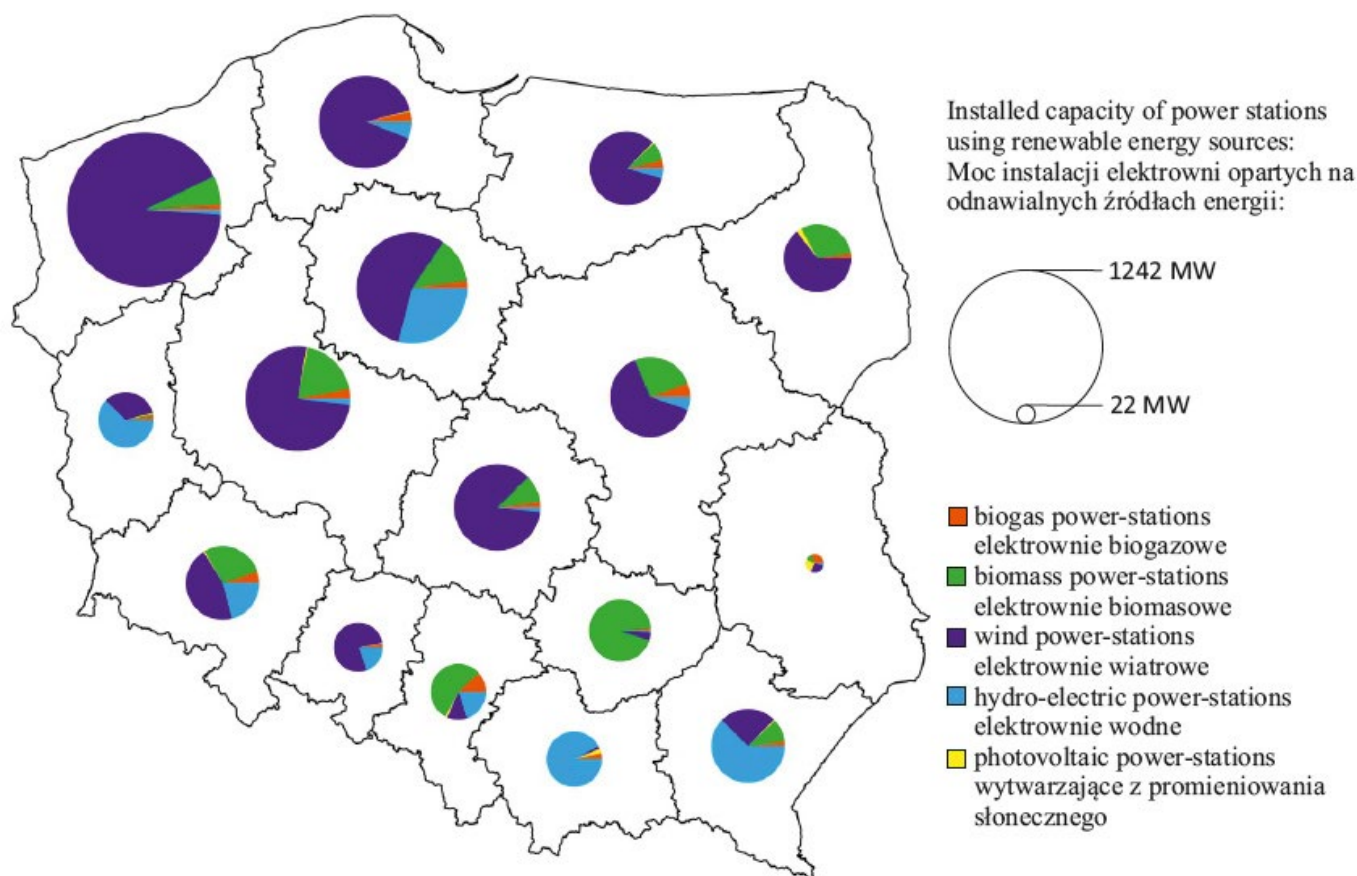 Installed capacity of power stations
using renewable energy sources:
Moc instalacji elektrowni opartych na
odnawialnych źródłach energii:
1242 MW
22 MW
biogas power-stations
elektrownie biogazowe
biomass power-stations
elektrownie biomasowe
wind power-stations
elektrownie wiatrowe
hydro-electric power-stations
elektrownie wodne
photovoltaic power-stations
wytwarzające z promieniowania
słonecznego